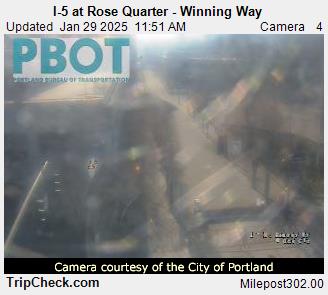 I-5 at Rose Quarter - Winning Way
Updated Jan 29 2025 11:51 AM Camera 4
PBOT
PORTLAND BUREAU OF TRANSPORTATION
Camera courtesy of the City of Portland
TripCheck.com Milepost302.00